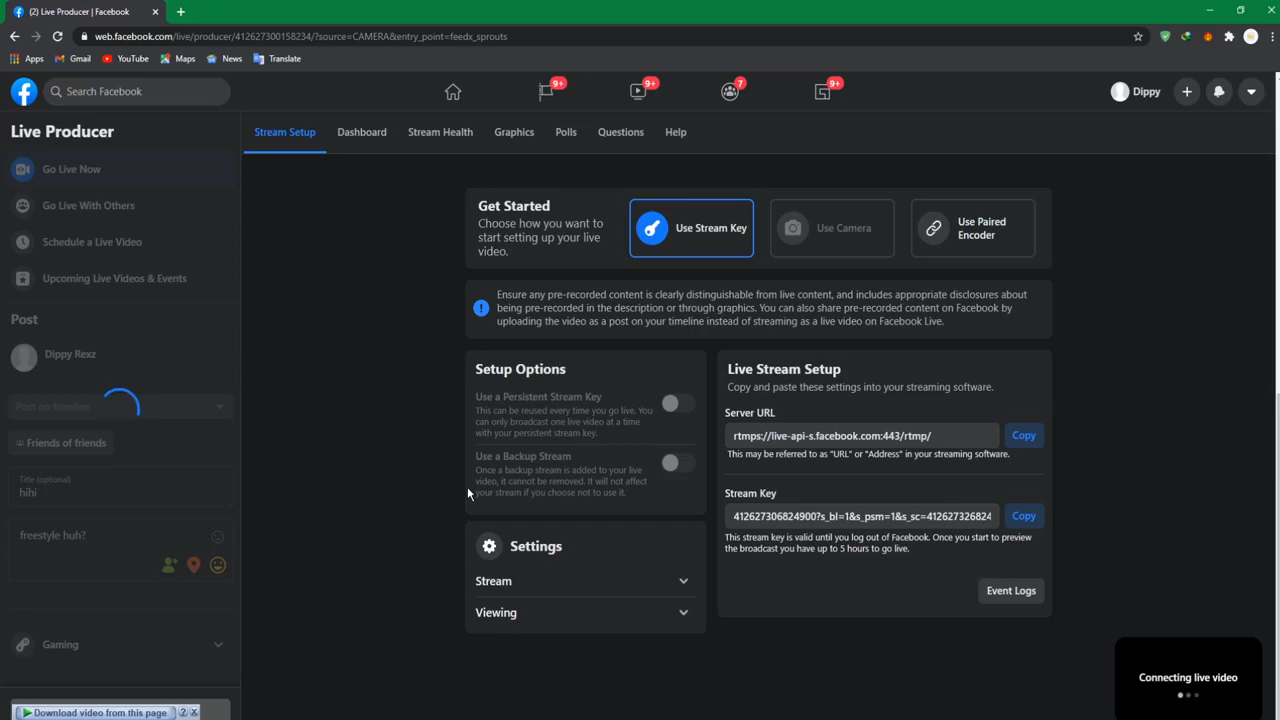 (2) Live Producer | Facebook
web.facebook.com/live/producer/412627300158234/?source=CAMERA&entry_point=feedx_sprouts
Apps
Gmail
YouTube
Maps
News
Translate
Search Facebook
9+
9+
7
9+
Dippy
Live Producer
Go Live Now
Go Live With Others
Schedule a Live Video
Upcoming Live Videos & Events
Post
Dippy Rexz
Post on timeline
Friends of friends
Title (optional)
hihi
freestyle huh?
Gaming
Download video from this page
?
X
Stream Setup
Dashboard
Stream Health
Graphics
Polls
Questions
Help
Get Started
Choose how you want to
start setting up your live
video.
Use Stream Key
Use Camera
Use Paired
Encoder
Ensure any pre-recorded content is clearly distinguishable from live content, and includes appropriate disclosures about
being pre-recorded in the description or through graphics. You can also share pre-recorded content on Facebook by
uploading the video as a post on your timeline instead of streaming as a live video on Facebook Live.
Setup Options
Use a Persistent Stream Key
This can be reused every time you go live. You
can only broadcast one live video at a time
with your persistent stream key.
Use a Backup Stream
Once a backup stream is added to your live
video, it cannot be removed. It will not affect
your stream if you choose not to use it.
Settings
Stream
Viewing
Live Stream Setup
Copy and paste these settings into your streaming software.
Server URL
rtmps://live-api-s.facebook.com:443/rtmp/
Copy
This may be referred to as "URL" or "Address" in your streaming software.
Stream Key
412627306824900?s_bl=1&s_psm=1&s_sc=412627326824
Copy
This stream key is valid until you log out of Facebook. Once you start to preview
the broadcast you have up to 5 hours to go live.
Event Logs
Connecting live video